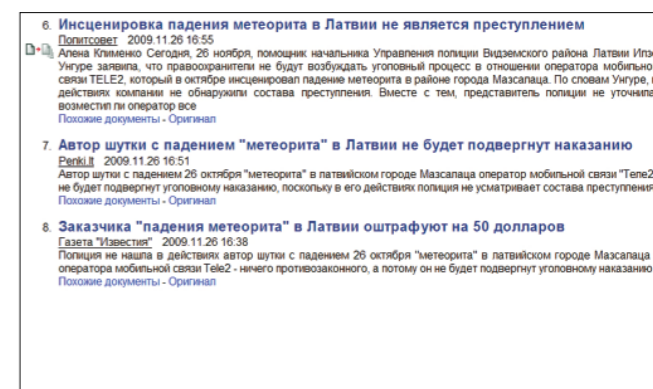 6. Инсценировка падения метеорита в Латвии не является преступлением
Политсовет 2009.11.26 16:55
Алена Клименко Сегодня, 26 ноября, помощник начальника Управления полиции Видземского района Латвии
Унгуре заявила, что правоохранители не будут возбуждать уголовный процесс в отношении оператора
связи TELE2, который в октябре инсценировал падение метеорита в районе города Мазсалаца. По словам Унгуре,
действиях компании не обнаружили состава преступления. Вместе с тем, представитель полиции не
возместил ли оператор все
Похожие документы - Оригинал
7. Автор шутки с падением "метеорита" в Латвии не будет подвергнут наказанию
Penki.lt 2009.11.26 16:51
Автор шутки с падением 26 октября "метеорита" в латвийском городе Мазсалаца оператор мобильной связи "Теле2
не будет подвергнут уголовному наказанию, поскольку в его действиях полиция не усматривает состава преступления
Похожие документы - Оригинал
8. Заказчика "падения метеорита" в Латвии оштрафуют на 50 долларов
Газета "Известия" 2009.11.26 16:38
Полиция не нашла в действиях автор шутки с падением 26 октября "метеорита" в латвийском городе Мазсалаца
оператора мобильной связи Tele2 - ничего противозаконного, а потому он не будет подвергнут уголовному наказанию
Похожие документы - Оригинал